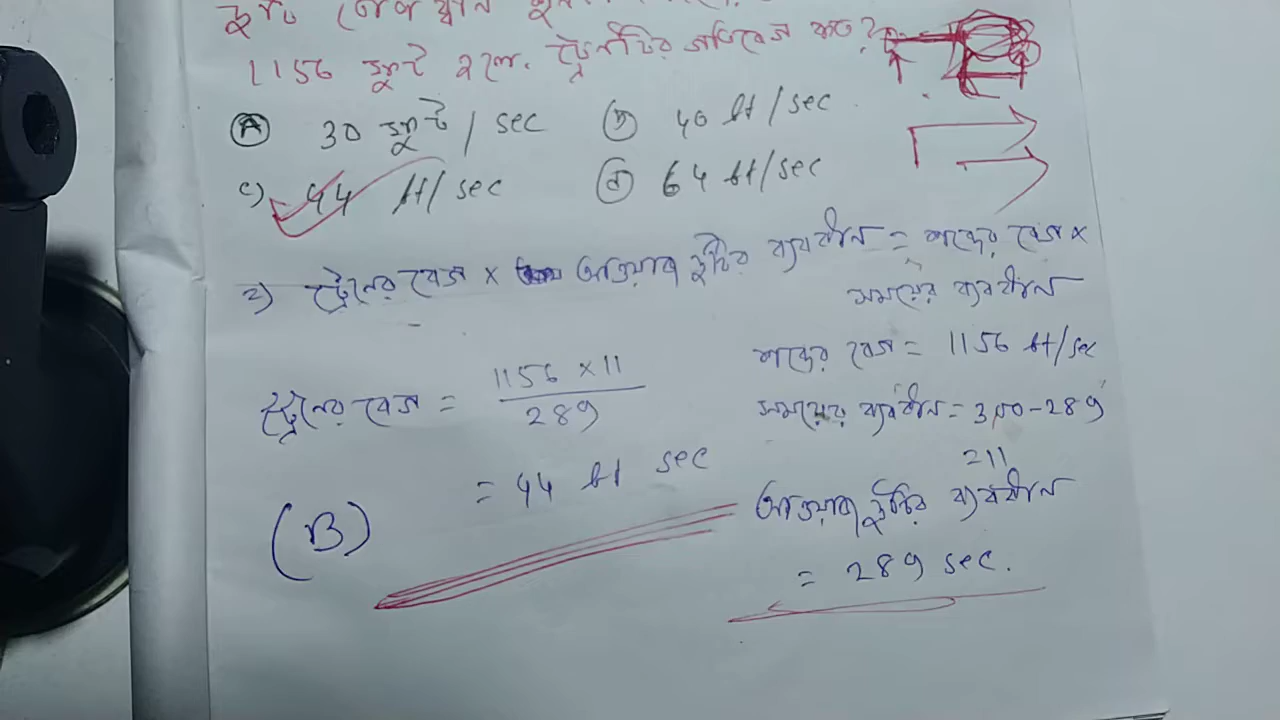 1156 ফুট হলে. ট্রেনটির গতিবেগ কত?
(A) 30 ফুট / sec (B) 40 ft / sec
c) 44 ft / sec (d) 64 ft/sec
2) ট্রেনের বেগ × আওয়াজ দুটির ব্যবধান = শব্দের বেগ ×
সময়ের ব্যবধান
শব্দের বেগ = 1156 ft/sec
ট্রেনের বেগ = 1156 × 11
289
সময়ের ব্যবধান = 300 - 289
= 11
= 44 ft sec
আওয়াজ দুটির ব্যবধান
= 289 sec.
(B)